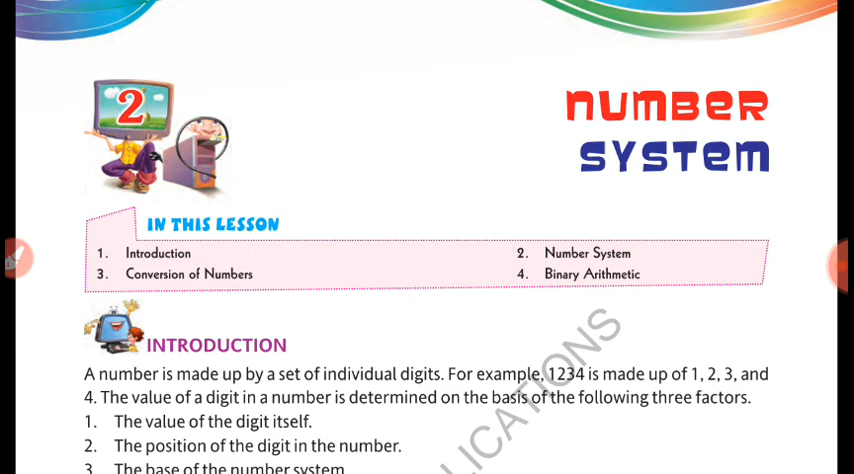 2
NUMBER
SYSTEM
IN THIS LESSON
1. Introduction
2. Number System
3. Conversion of Numbers
4. Binary Arithmetic
INTRODUCTION
A number is made up by a set of individual digits. For example, 1234 is made up of 1, 2, 3, and
4. The value of a digit in a number is determined on the basis of the following three factors.
1. The value of the digit itself.
2. The position of the digit in the number.
3. The base of the number system
LICATIONS